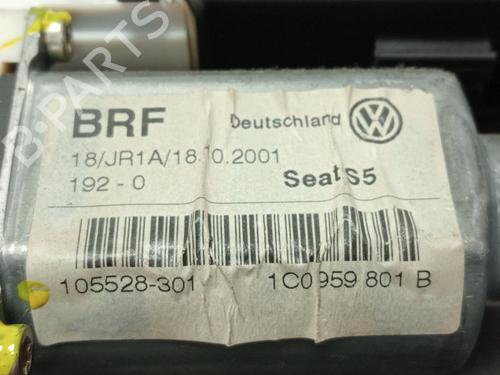 B-PARTS
BRF
Deutschland
18/JR1A/18.10.2001
192 - 0
Seat S5
105528-301
1C0959 801 B